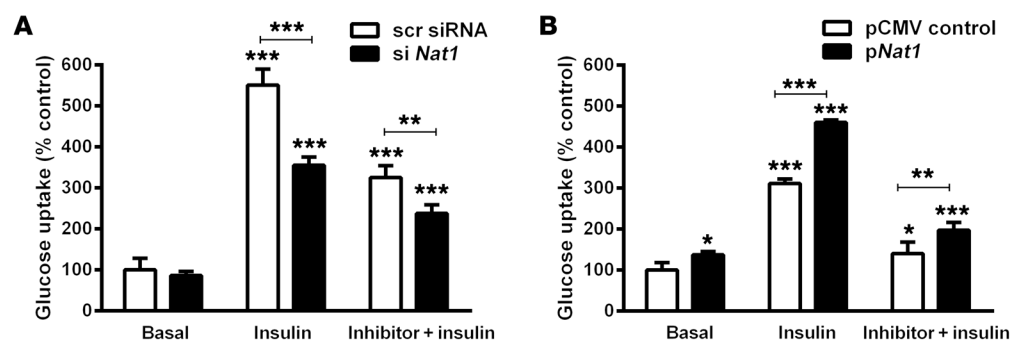 A
scr siRNA
si Nat1
***
***
***
***
**
***
Glucose uptake (% control)
600
500
400
300
200
100
0
Basal
Insulin
Inhibitor + insulin
B
pCMV control
pNat1
***
***
***
*
**
*
***
Glucose uptake (% control)
600
500
400
300
200
100
0
Basal
Insulin
Inhibitor + insulin